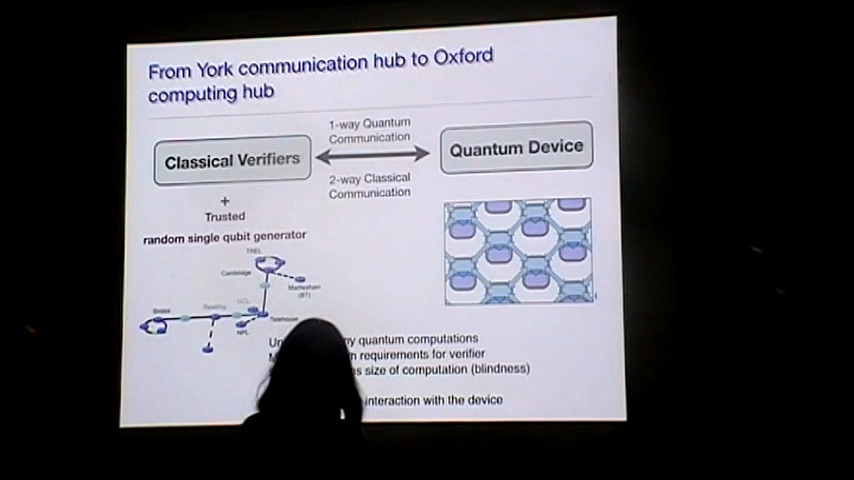 From York communication hub to Oxford
computing hub
1-way Quantum
Communication
Classical Verifiers
Quantum Device
2-way Classical
Communication
+
Trusted
random single qubit generator
TREL
Cambridge
Martlesham
(BT)
Bristol
Reading
UCL
Telehouse
NPL
quantum computations
requirements for verifier
size of computation (blindness)
interaction with the device